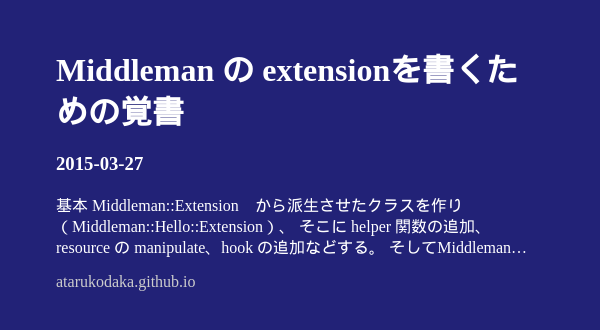 Middleman の extensionを書くた
めの覚書
2015-03-27
基本 Middleman::Extension　から派生させたクラスを作り
（Middleman::Hello::Extension）、 そこに helper 関数の追加、
resource の manipulate、hook の追加などする。 そしてMiddleman…
atarukodaka.github.io